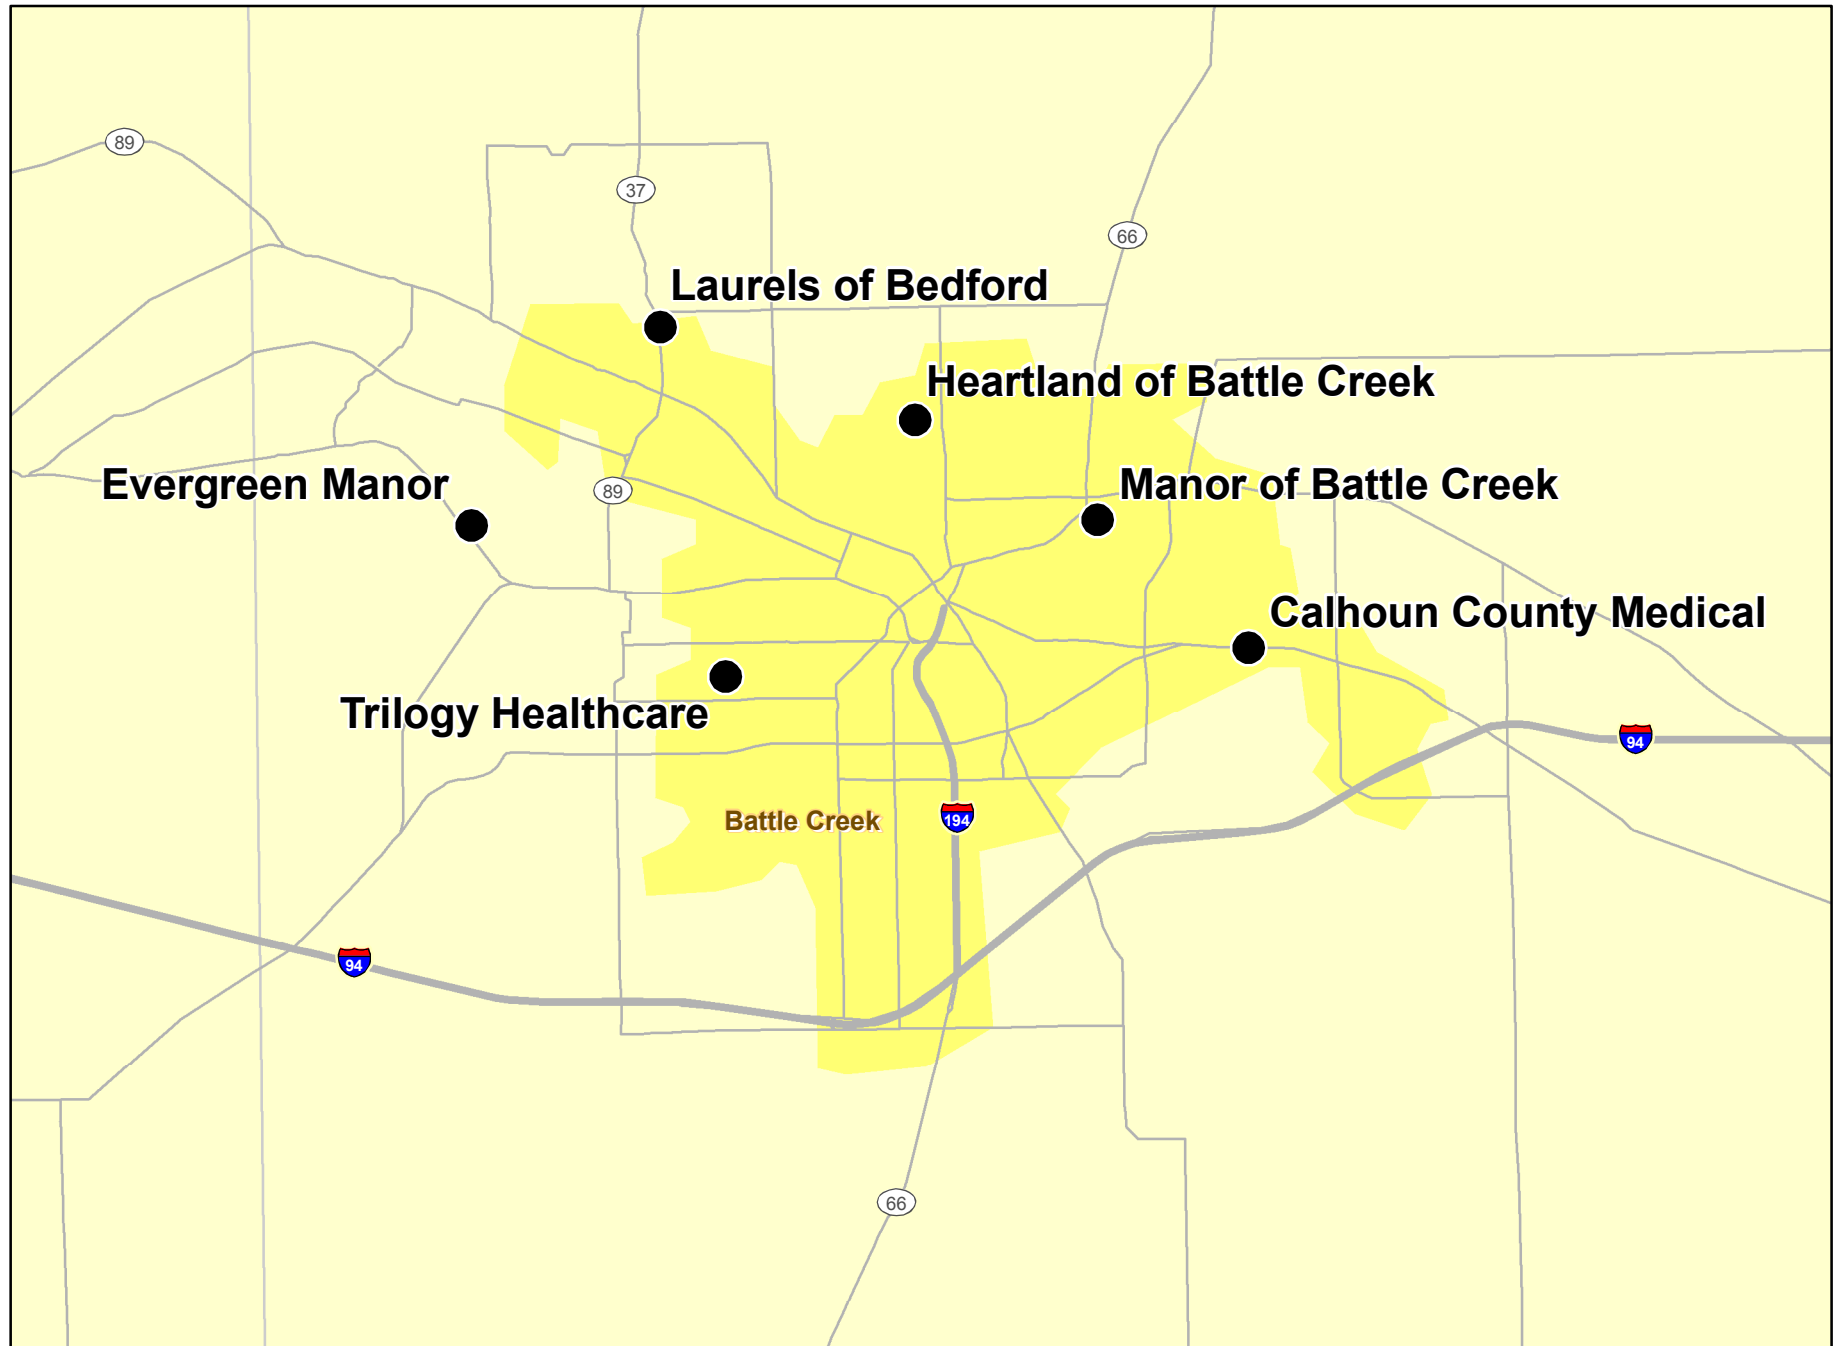 89
37
66
Laurels of Bedford
Heartland of Battle Creek
Evergreen Manor
89
Manor of Battle Creek
Calhoun County Medical
Trilogy Healthcare
94
Battle Creek
194
94
66